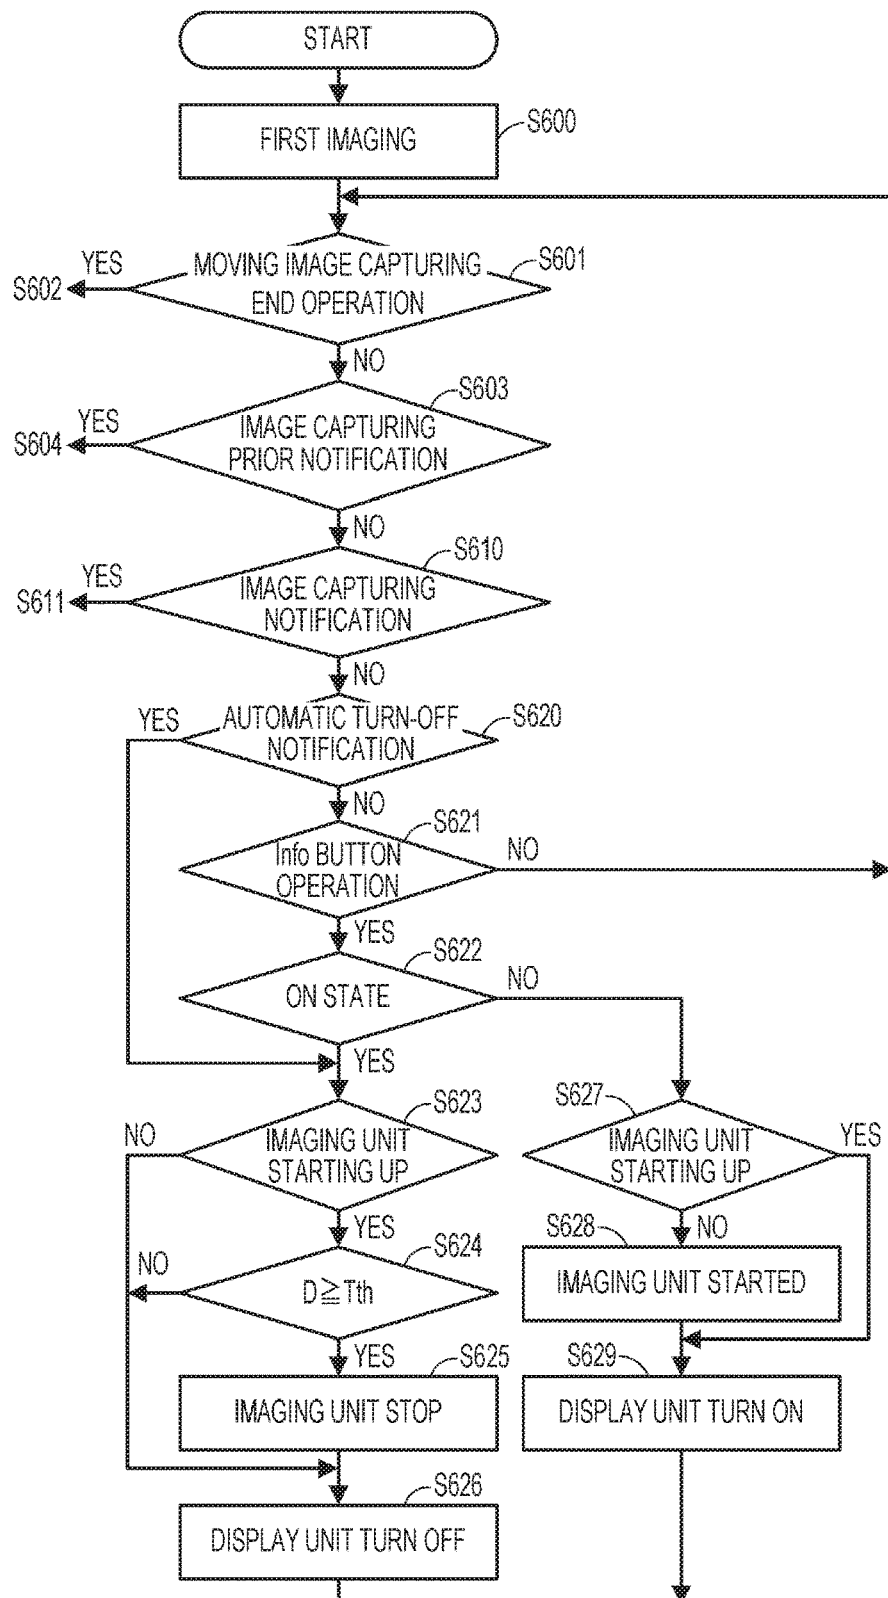 START
FIRST IMAGING
S600
MOVING IMAGE CAPTURING
END OPERATION
S601
YES
S602
NO
IMAGE CAPTURING
PRIOR NOTIFICATION
S603
YES
S604
NO
IMAGE CAPTURING
NOTIFICATION
S610
YES
S611
NO
AUTOMATIC TURN-OFF
NOTIFICATION
S620
YES
NO
Info BUTTON
OPERATION
S621
NO
YES
ON STATE
S622
NO
YES
IMAGING UNIT
STARTING UP
S623
NO
YES
IMAGING UNIT
STARTING UP
S627
YES
NO
D≧Tth
S624
NO
YES
IMAGING UNIT STARTED
S628
IMAGING UNIT STOP
S625
DISPLAY UNIT TURN ON
S629
DISPLAY UNIT TURN OFF
S626